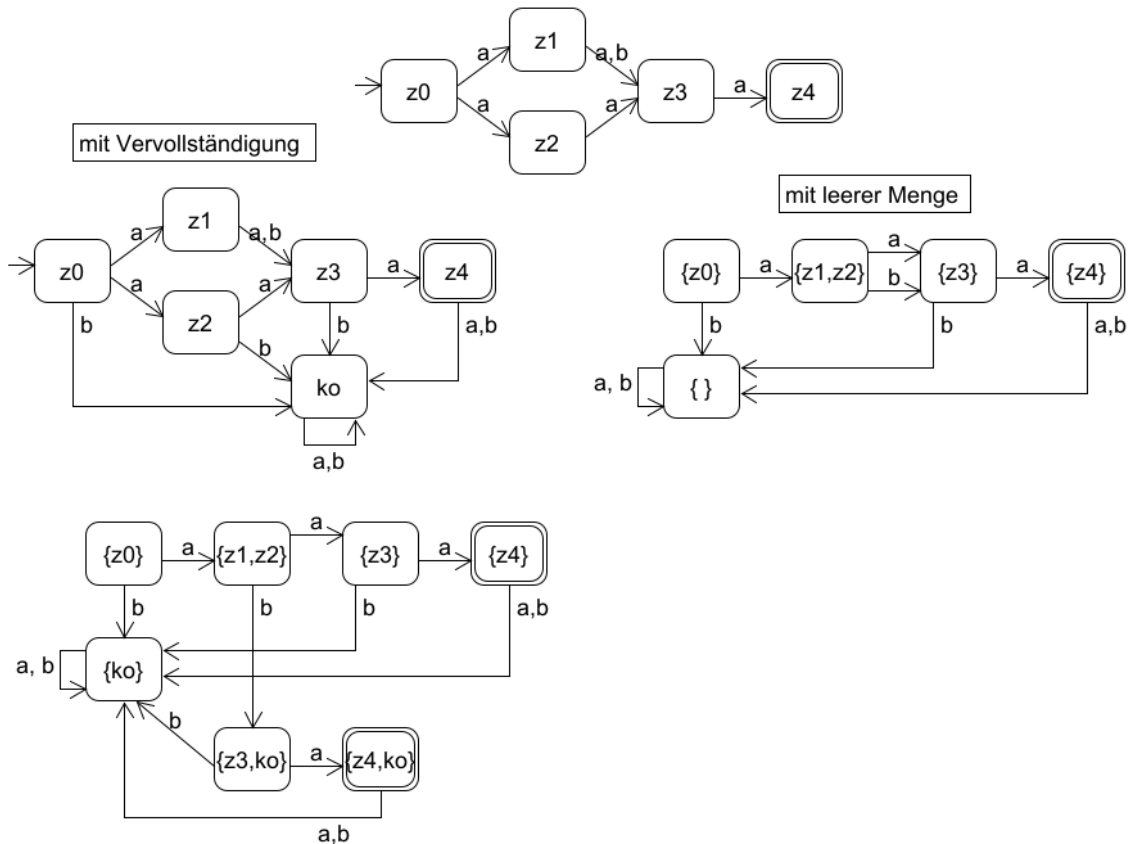 z1
a
a,b
z0
z3
a
z4
a
a
z2
mit Vervollständigung
mit leerer Menge
z1
a
a,b
z0
z3
a
z4
a
a
z2
b
b
b
a,b
ko
a,b
{z0}
a
{z1,z2}
a
b
{z3}
a
{z4}
b
b
a,b
a, b
{ }
{z0}
a
{z1,z2}
a
{z3}
a
{z4}
b
b
b
a,b
a, b
{ko}
b
{z3,ko}
a
{z4,ko}
a,b